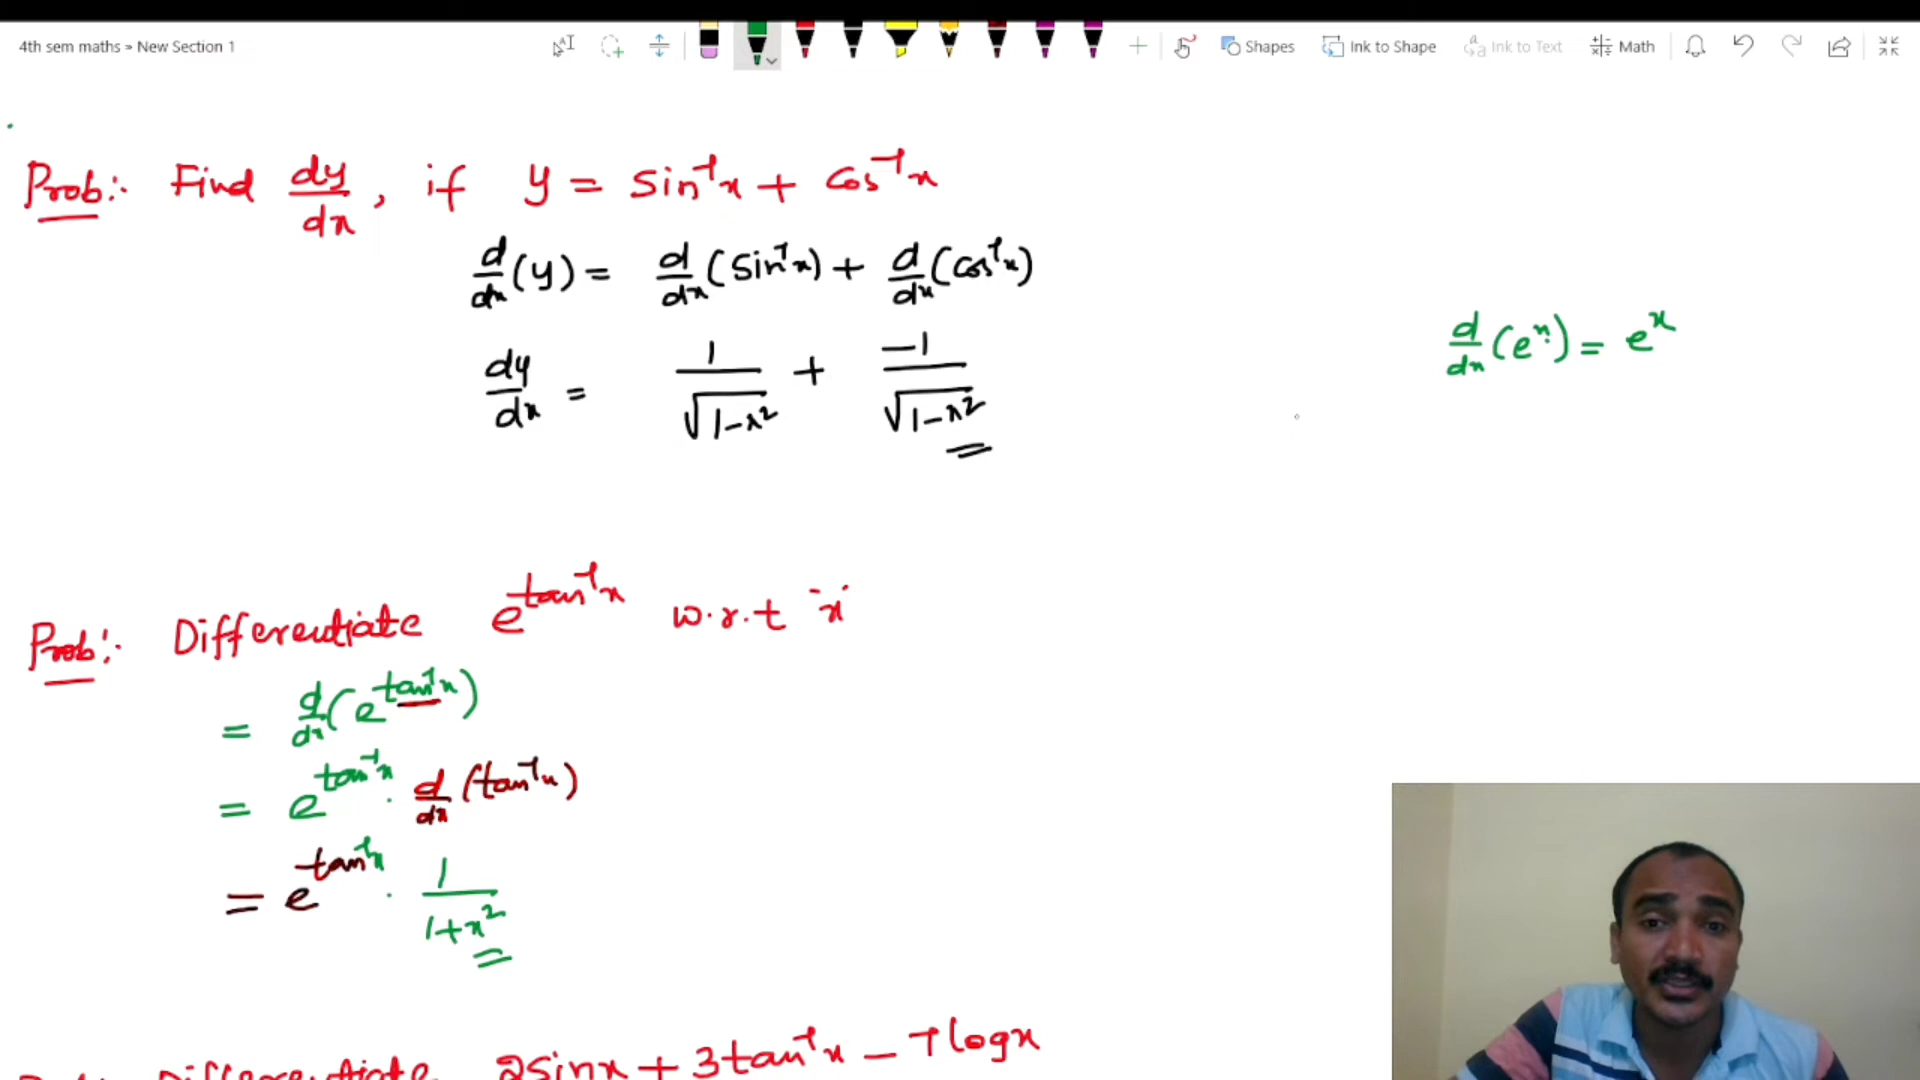 4th sem maths » New Section 1
Shapes Ink to Shape Ink to Text Math
Prob:. Find dy/dx, if y = sin⁻¹x + cos⁻¹x
d/dx(y) = d/dx(sin⁻¹x) + d/dx(cos⁻¹x)
d/dx(eˣ) = eˣ
dy/dx = 1/√1-x² + -1/√1-x²
Prob:. Differentiate e^tan⁻¹x w.r.t 'x'
= d/dx(e^tan⁻¹x)
= e^tan⁻¹x · d/dx(tan⁻¹x)
= e^tan⁻¹x · 1/1+x²
Differentiate 2sinx + 3tan⁻¹x - 7logx